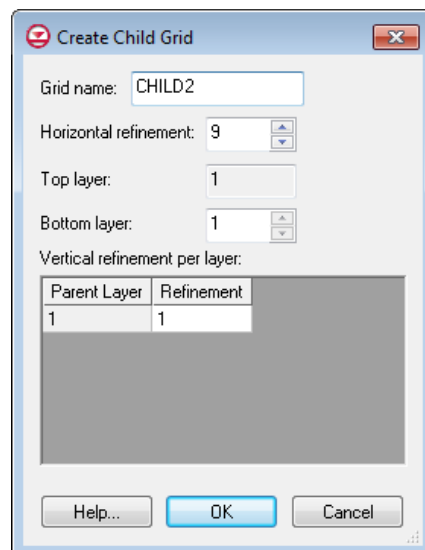 Create Child Grid
Grid name: CHILD2
Horizontal refinement: 9
Top layer: 1
Bottom layer: 1
Vertical refinement per layer:
Parent Layer Refinement
1 1
Help... OK Cancel